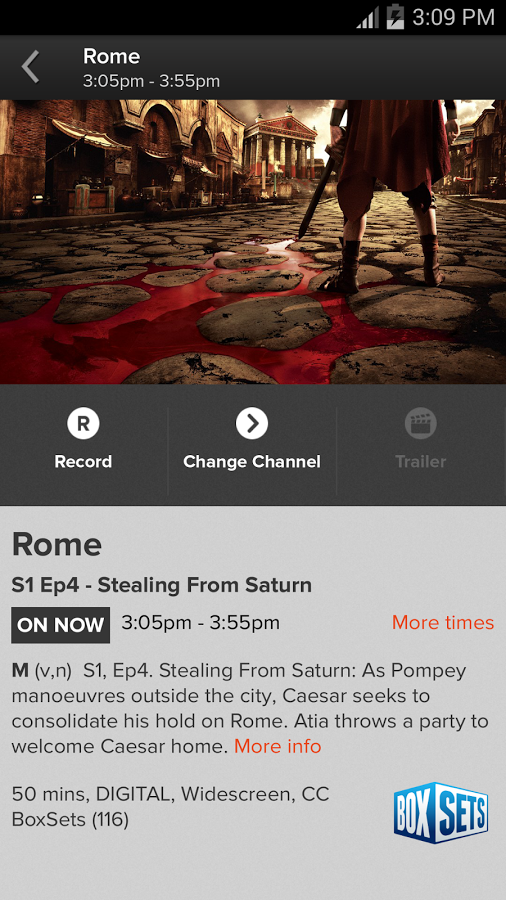 3:09 PM
Rome
3:05pm - 3:55pm
R
Record
Change Channel
Trailer
Rome
S1 Ep4 - Stealing From Saturn
ON NOW 3:05pm - 3:55pm More times
M (v,n) S1, Ep4. Stealing From Saturn: As Pompey
manoeuvres outside the city, Caesar seeks to
consolidate his hold on Rome. Atia throws a party to
welcome Caesar home. More info
50 mins, DIGITAL, Widescreen, CC
BoxSets (116)
BOX SETS